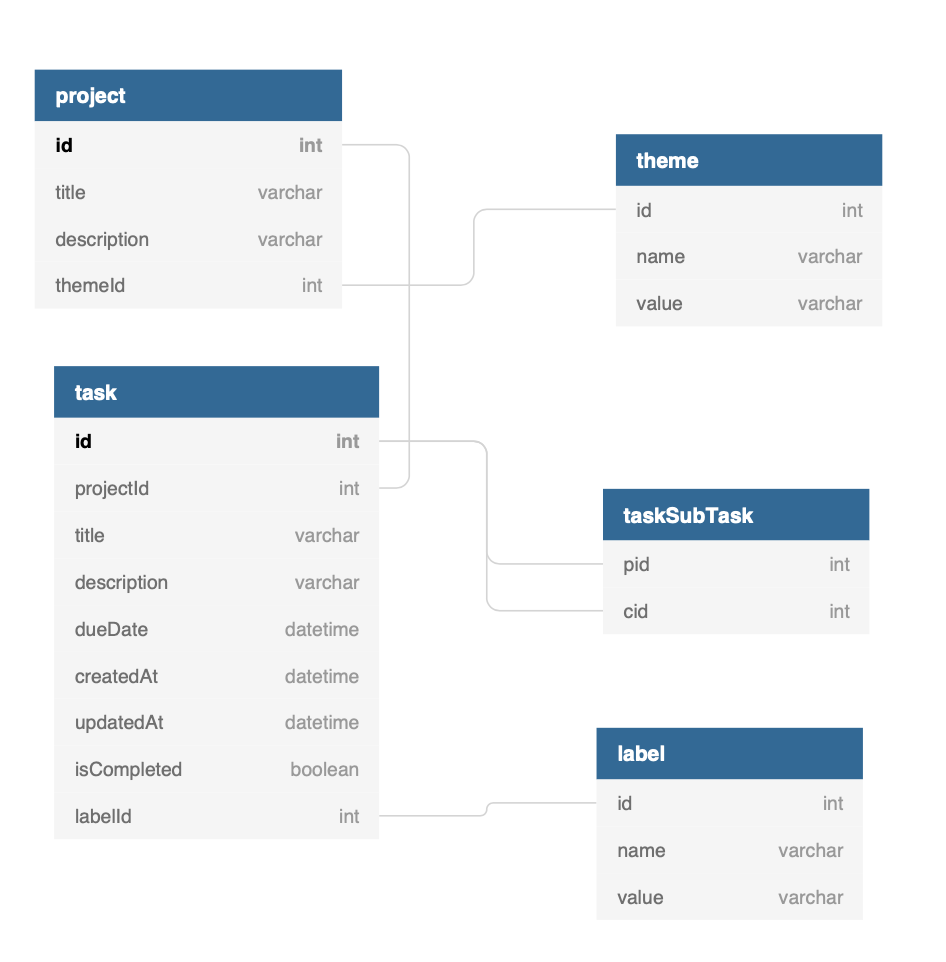 project
id int
title varchar
description varchar
themeId int
theme
id int
name varchar
value varchar
task
id int
projectId int
title varchar
description varchar
dueDate datetime
createdAt datetime
updatedAt datetime
isCompleted boolean
labelId int
taskSubTask
pid int
cid int
label
id int
name varchar
value varchar